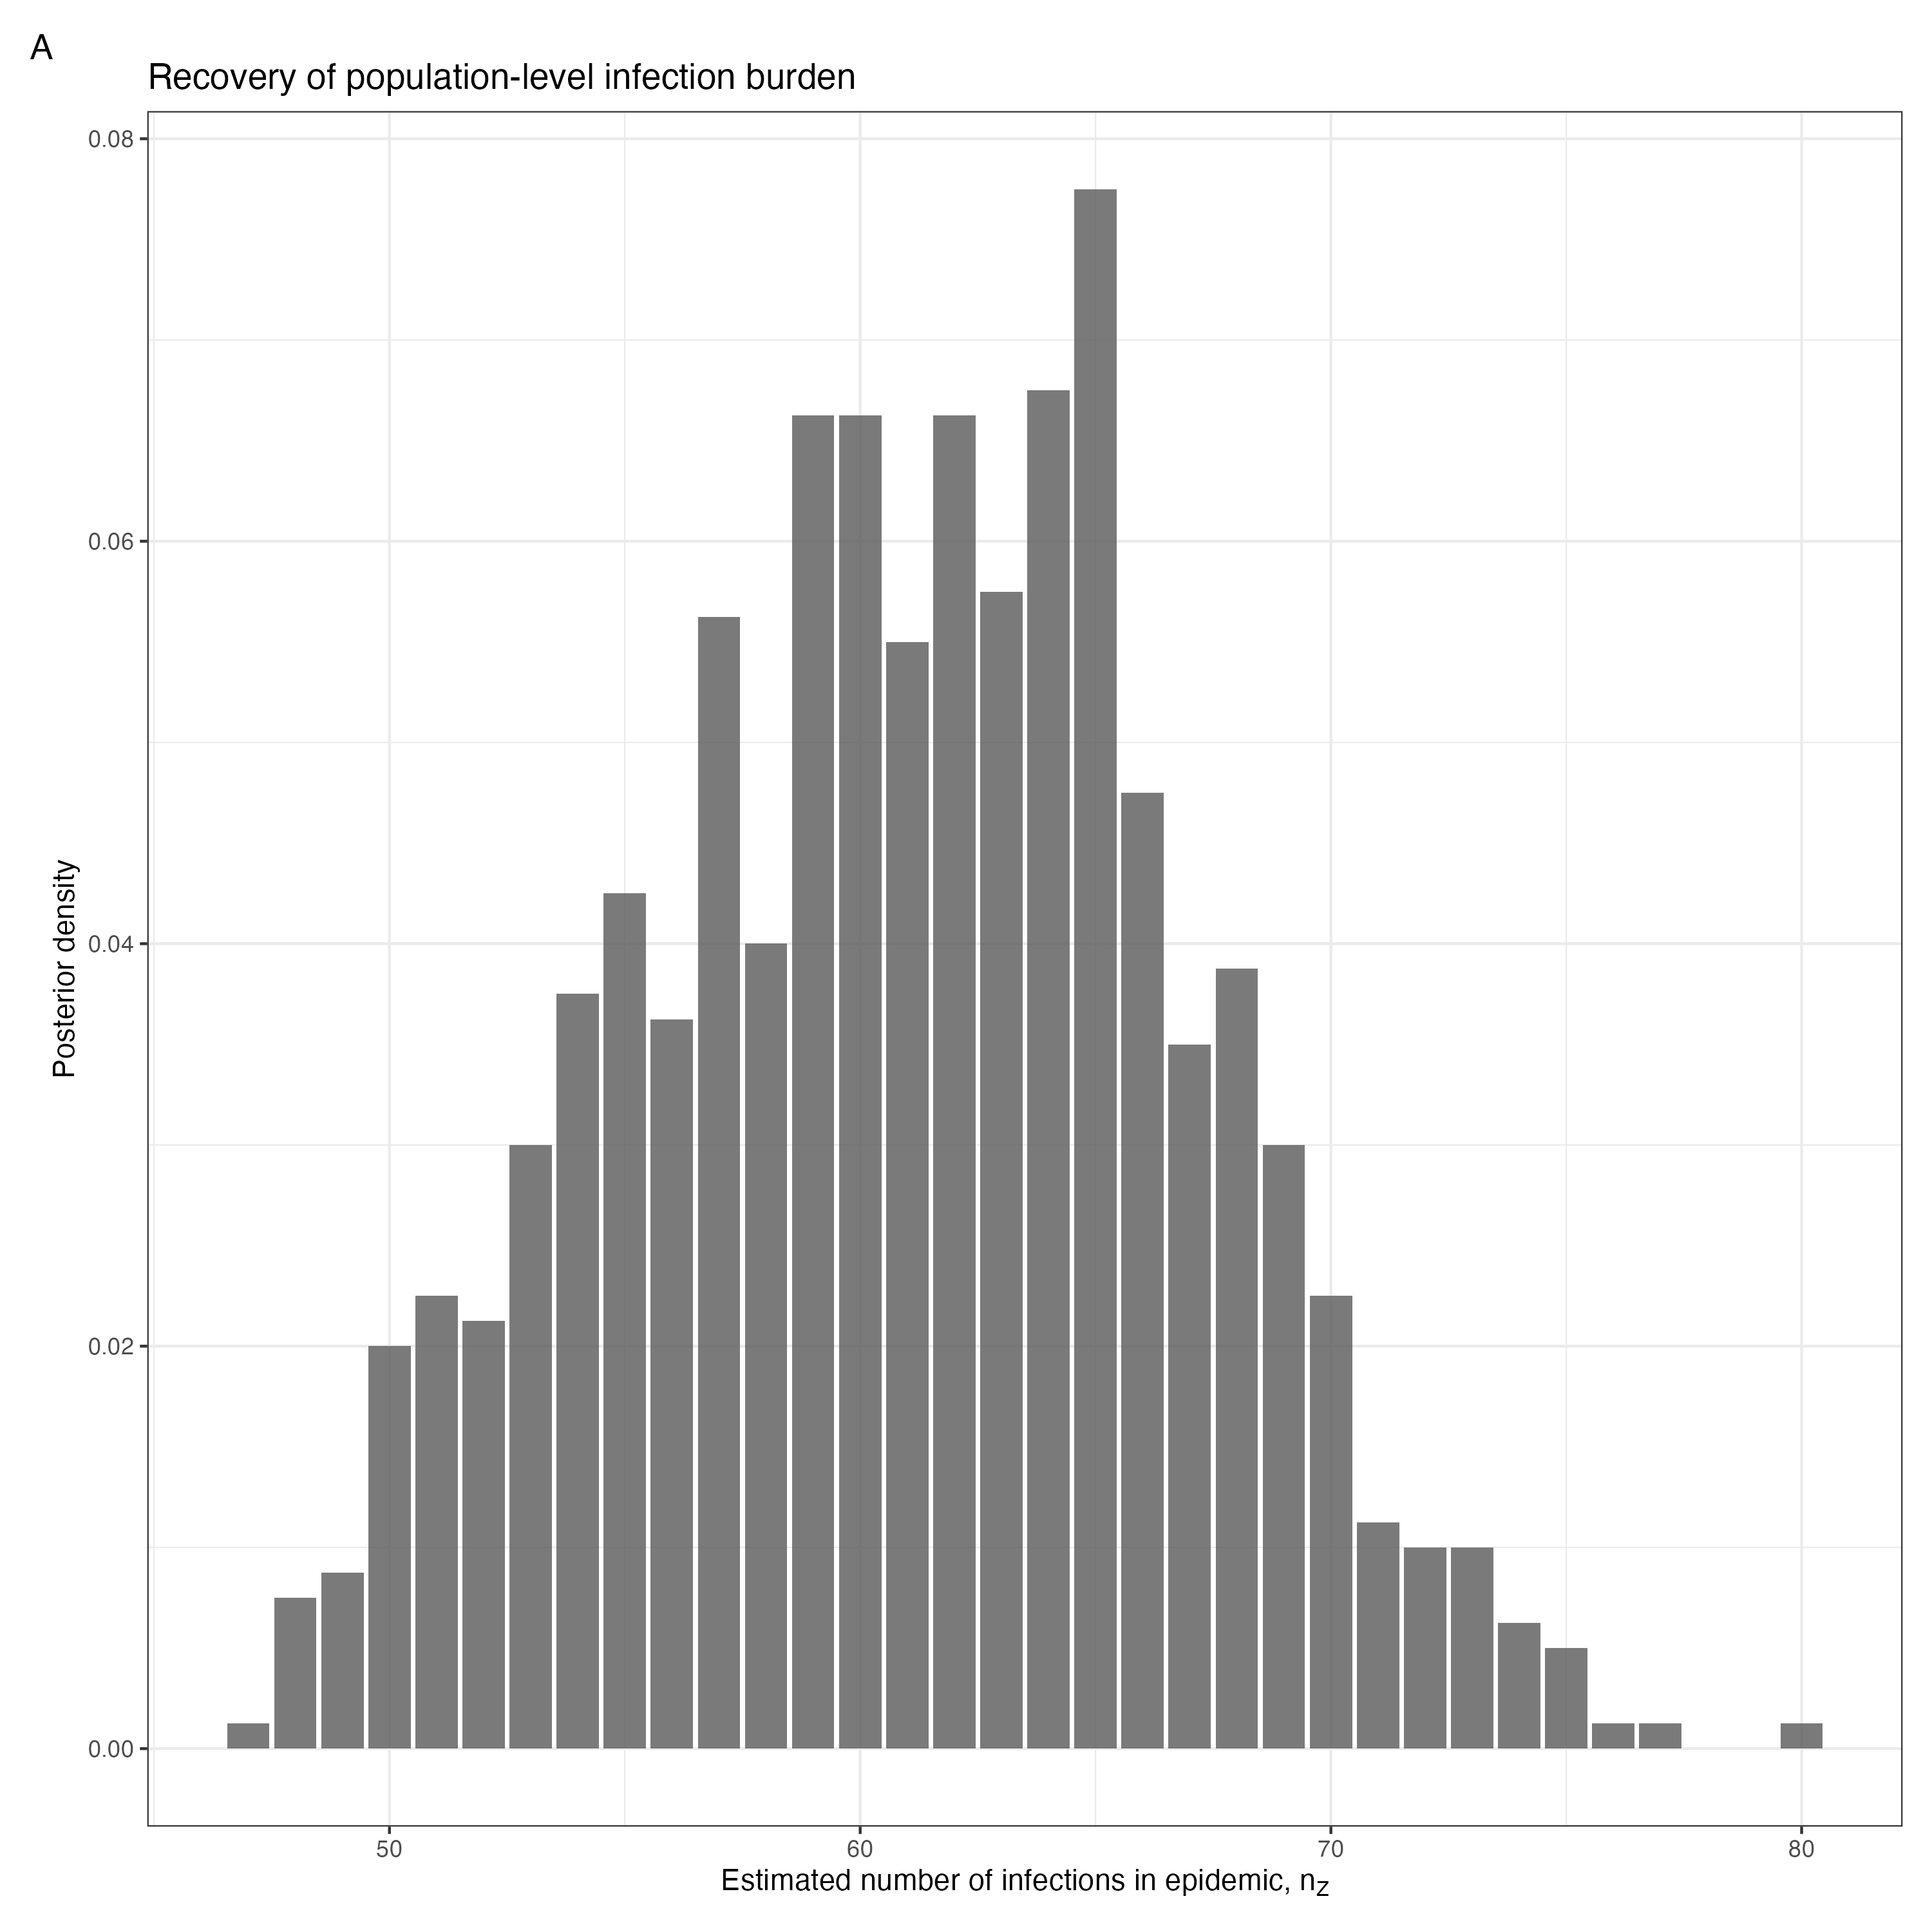 A
Recovery of population-level infection burden
Posterior density
0.08
0.06
0.04
0.02
0.00
50 60 70 80
Estimated number of infections in epidemic, nz